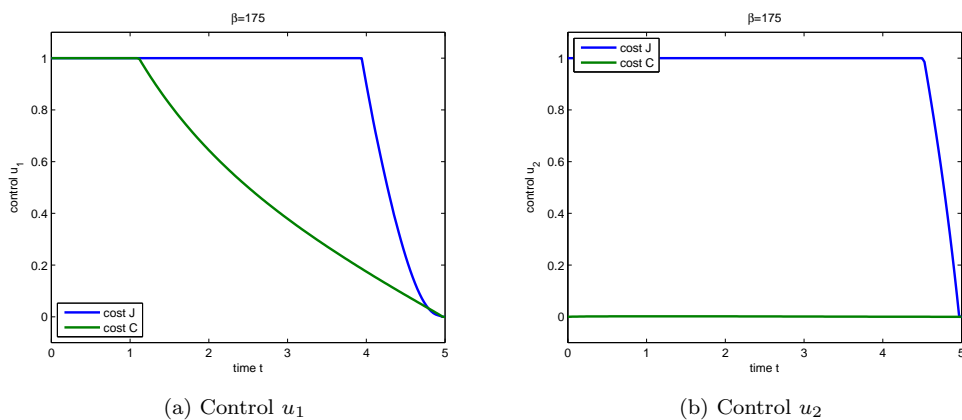 β=175
1
0.8
0.6
0.4
0.2
0
control u1
cost J
cost C
0 1 2 3 4 5
time t
(a) Control u1
β=175
cost J
cost C
1
0.8
0.6
0.4
0.2
0
control u2
0 1 2 3 4 5
time t
(b) Control u2